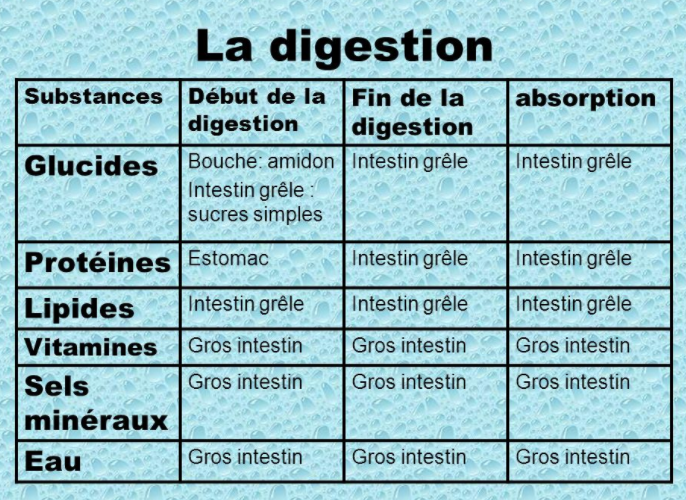 La digestion
Substances
Début de la
digestion
Fin de la
digestion
absorption
Glucides
Bouche: amidon
Intestin grêle :
sucres simples
Intestin grêle
Intestin grêle
Protéines
Estomac
Intestin grêle
Intestin grêle
Lipides
Intestin grêle
Intestin grêle
Intestin grêle
Vitamines
Gros intestin
Gros intestin
Gros intestin
Sels
minéraux
Gros intestin
Gros intestin
Gros intestin
Eau
Gros intestin
Gros intestin
Gros intestin